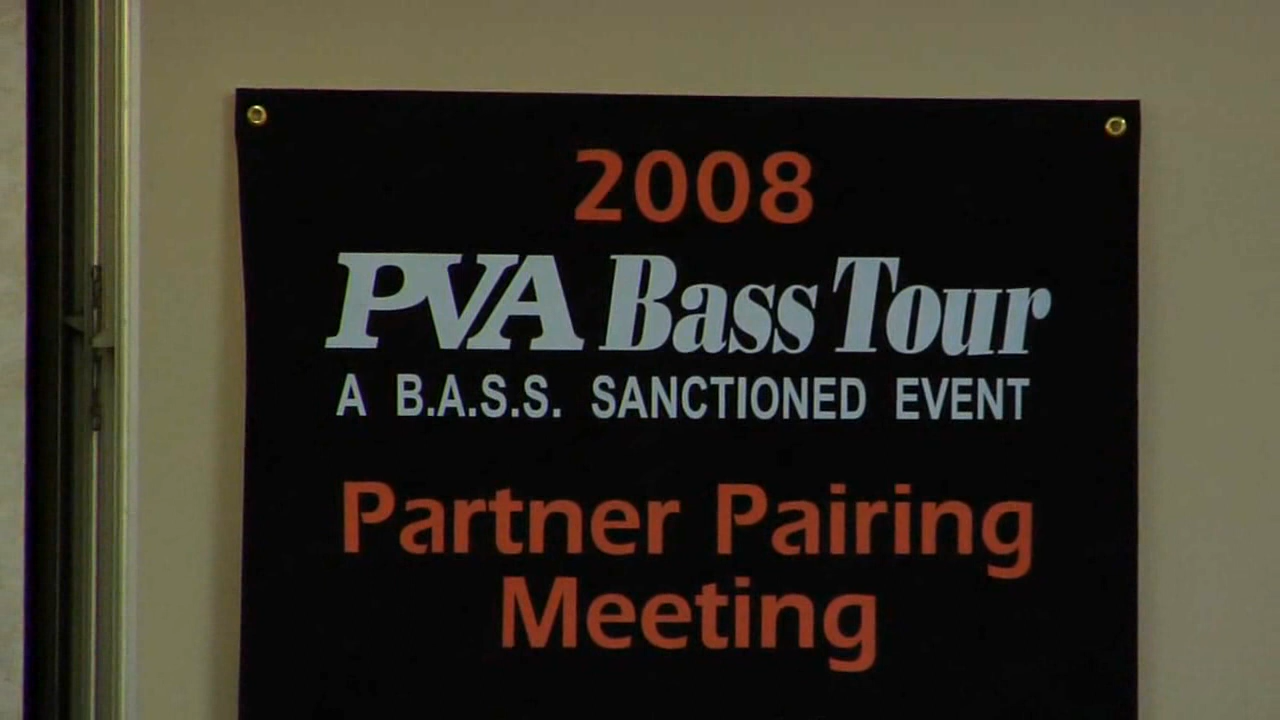 2008
PVA Bass Tour
A B.A.S.S. SANCTIONED EVENT
Partner Pairing
Meeting